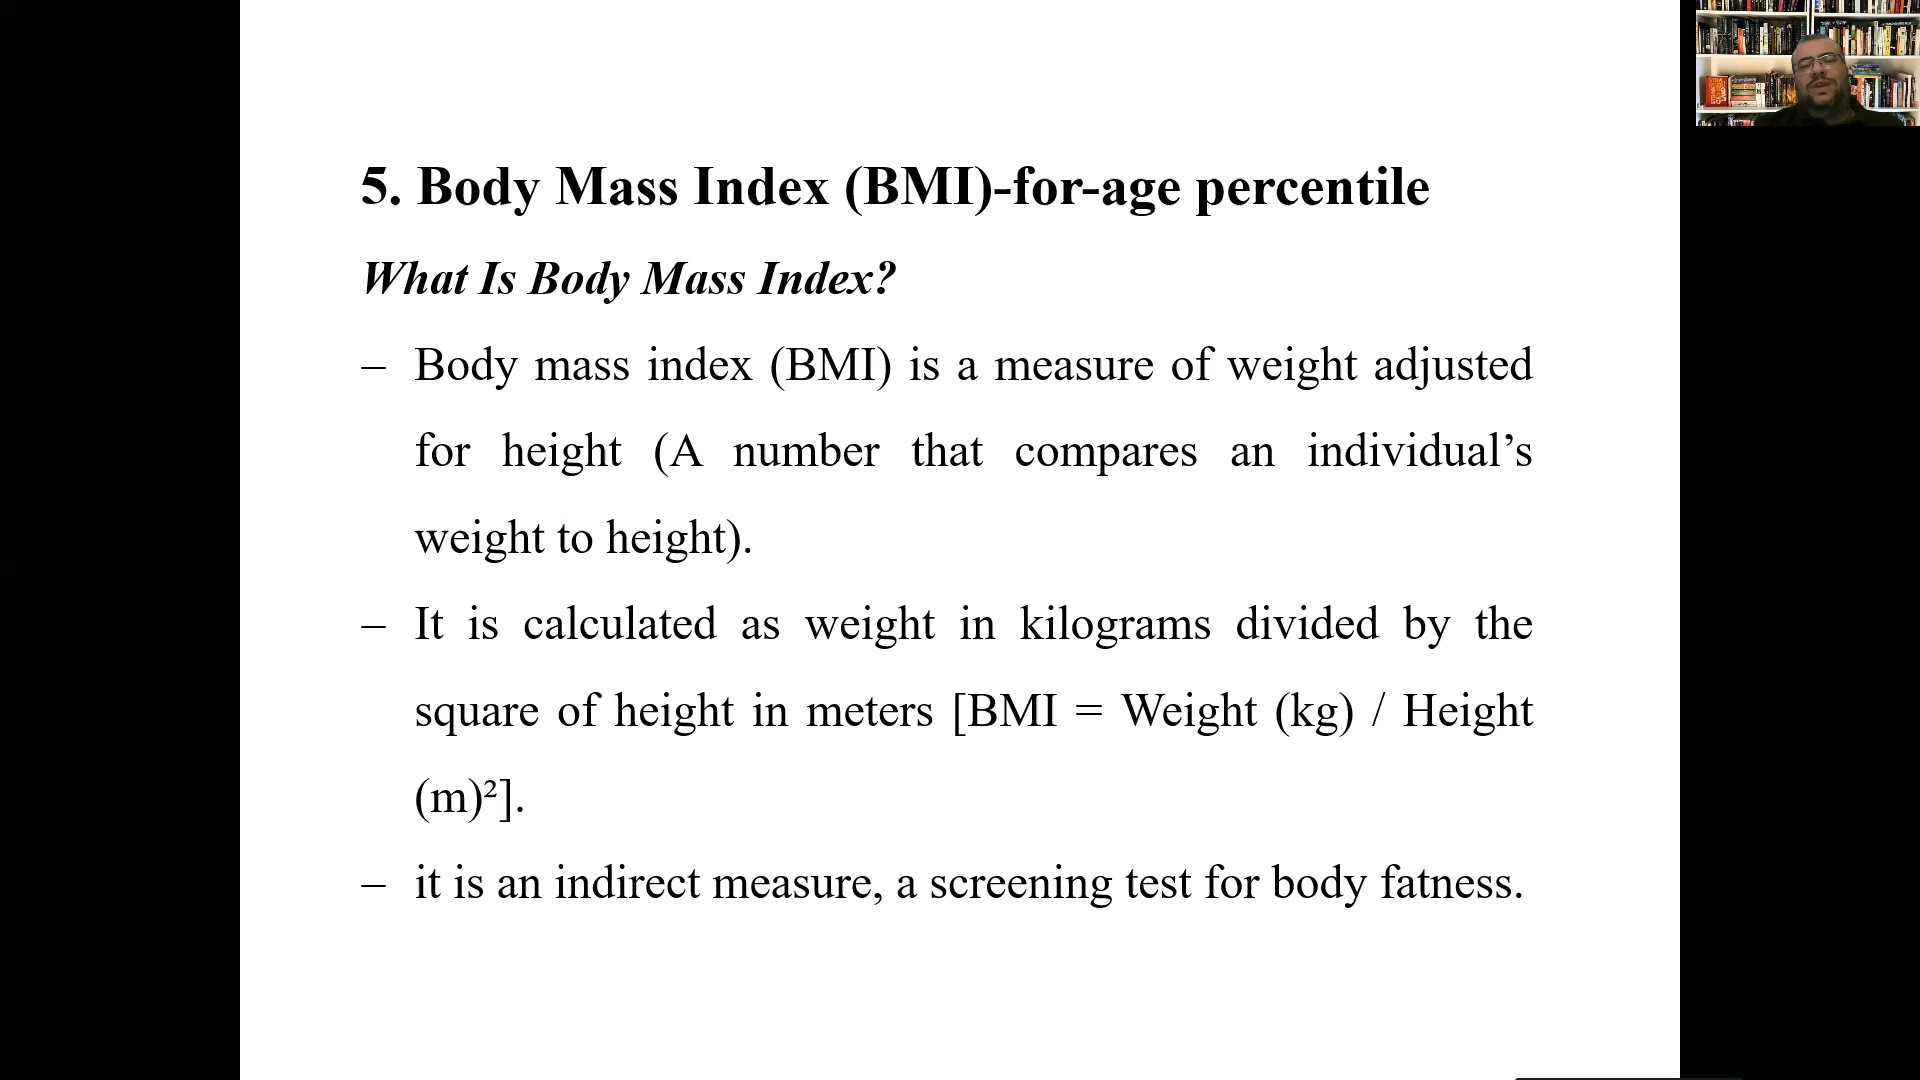 5. Body Mass Index (BMI)-for-age percentile
What Is Body Mass Index?
– Body mass index (BMI) is a measure of weight adjusted
for height (A number that compares an individual’s
weight to height).
– It is calculated as weight in kilograms divided by the
square of height in meters [BMI = Weight (kg) / Height
(m)²].
– it is an indirect measure, a screening test for body fatness.